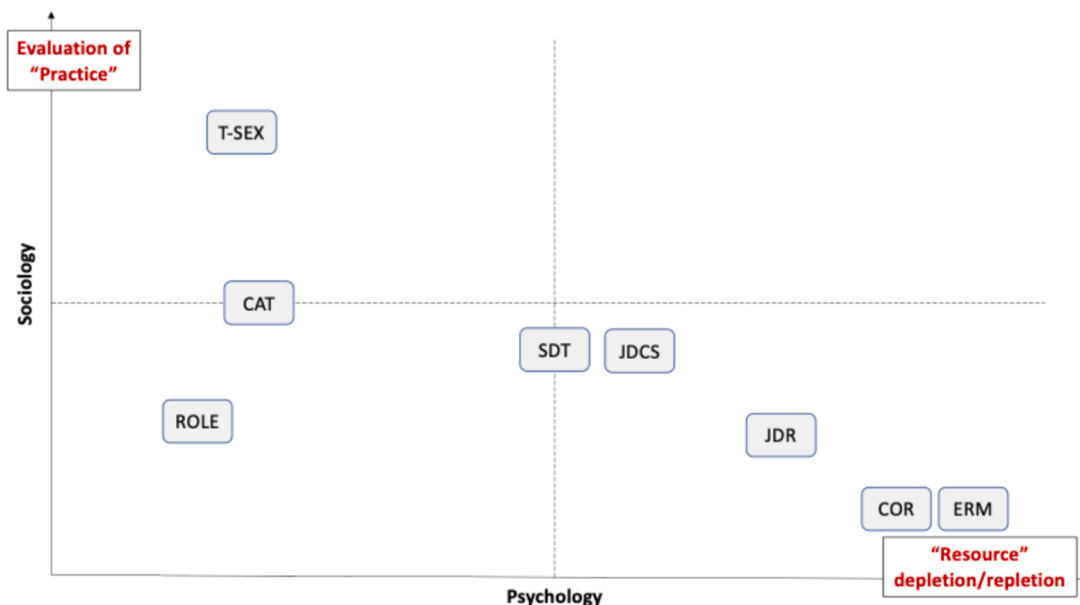 Evaluation of
“Practice”
T-SEX
Sociology
CAT
SDT
JDCS
ROLE
JDR
COR
ERM
“Resource”
depletion/repletion
Psychology